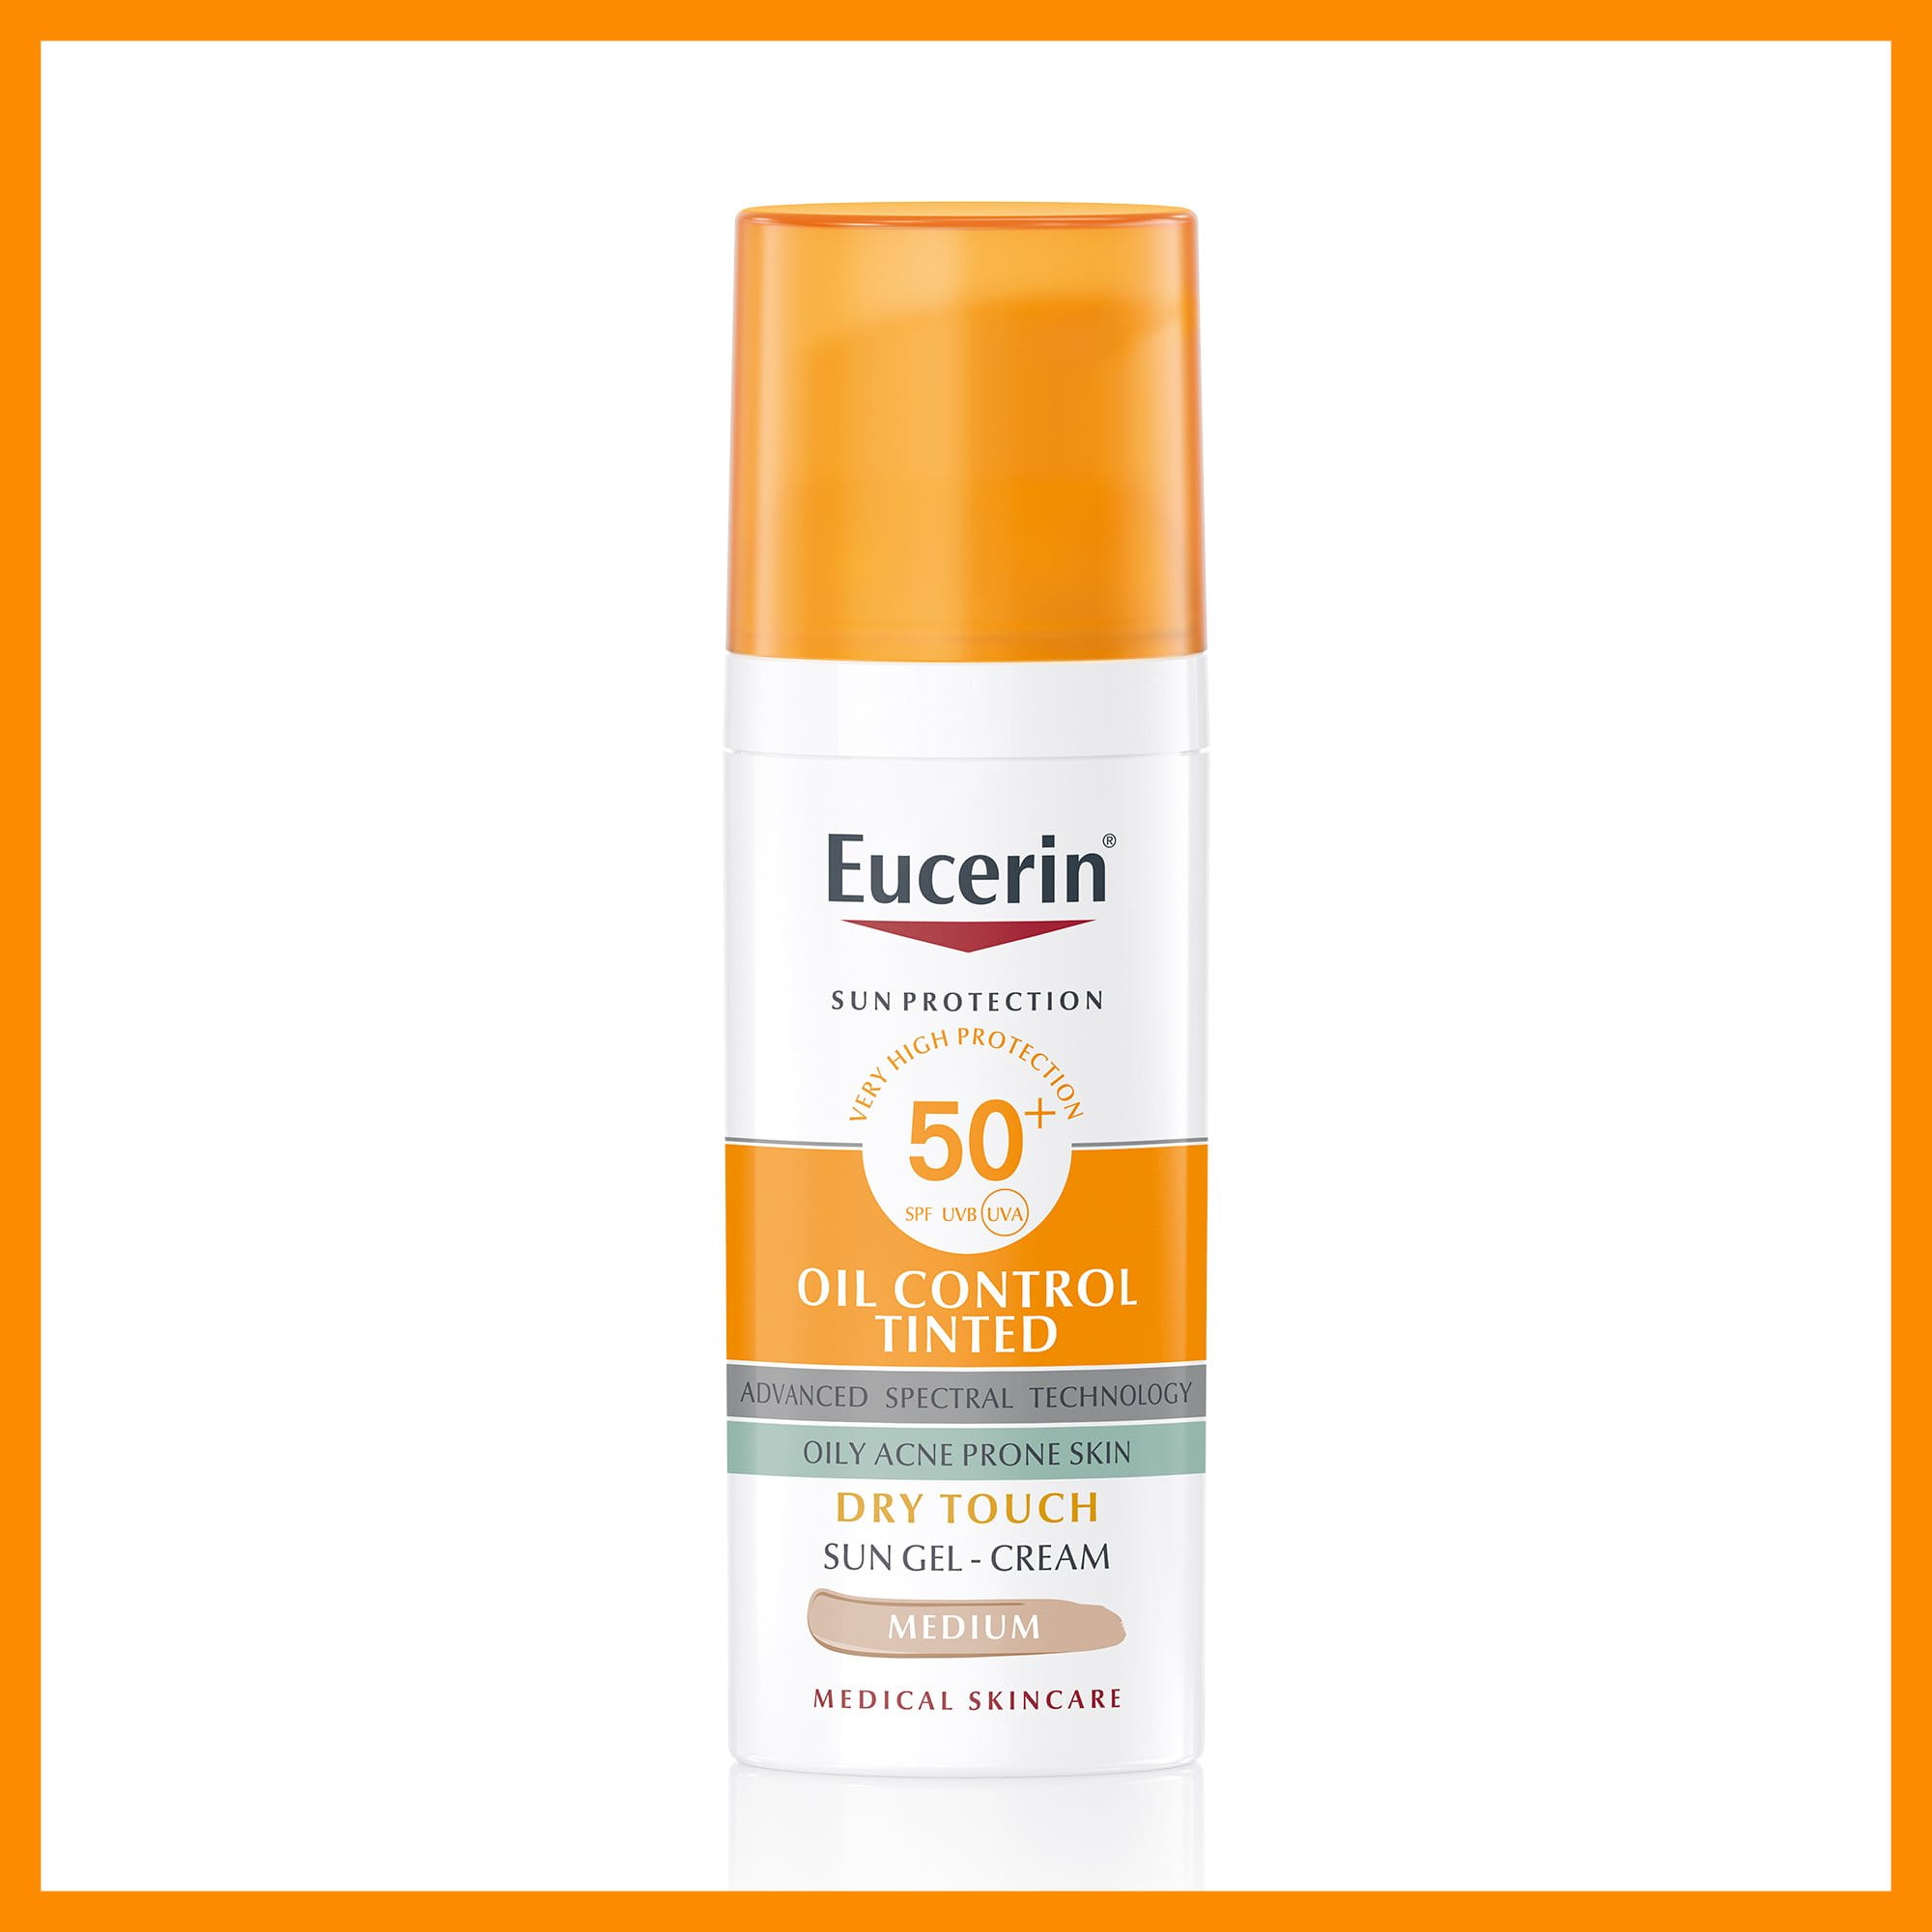 Eucerin®
SUN PROTECTION
VERY HIGH PROTECTION
50+
SPF UVB UVA
OIL CONTROL
TINTED
ADVANCED SPECTRAL TECHNOLOGY
OILY ACNE PRONE SKIN
DRY TOUCH
SUN GEL - CREAM
MEDIUM
MEDICAL SKINCARE